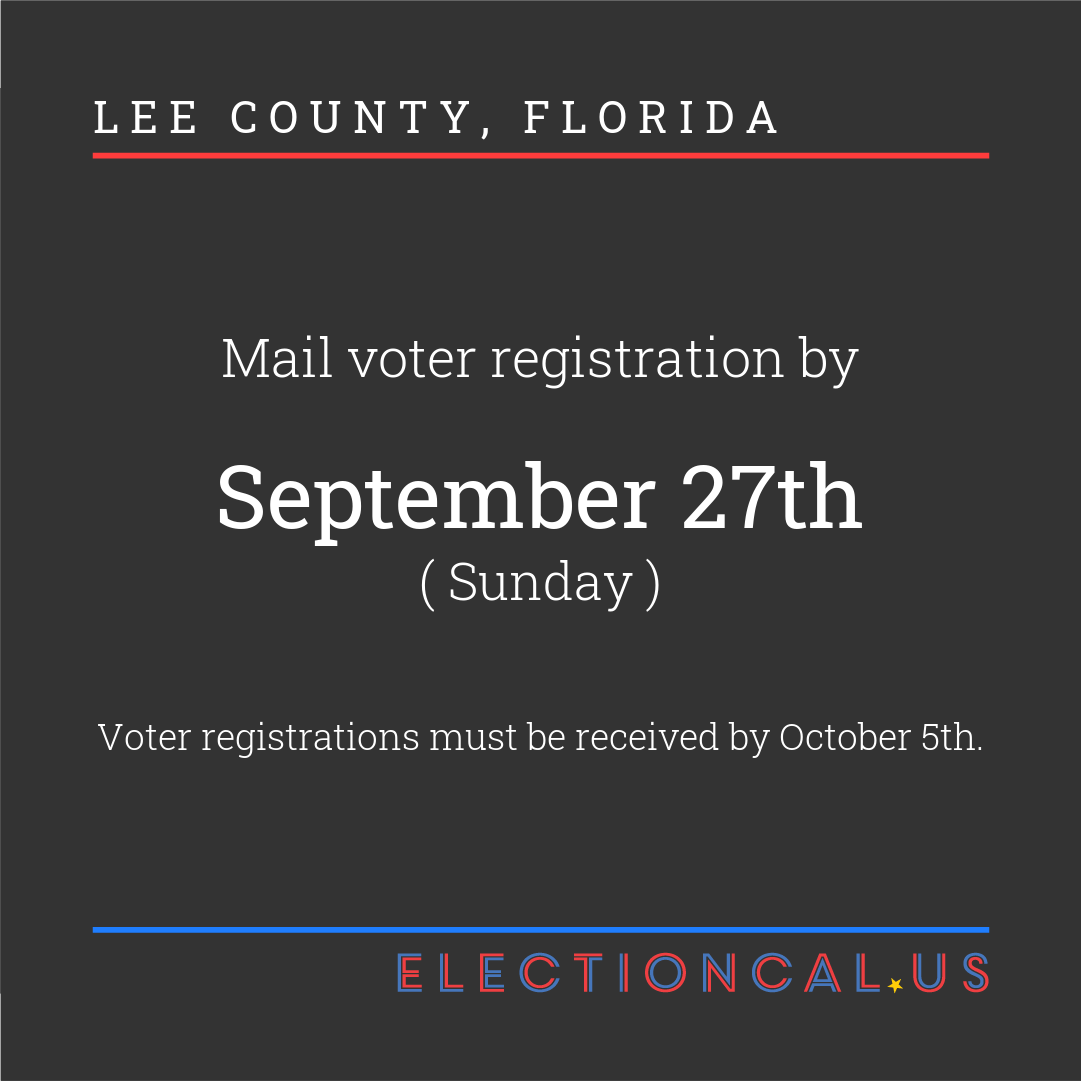 LEE COUNTY, FLORIDA
Mail voter registration by
September 27th
( Sunday )
Voter registrations must be received by October 5th.
ELECTIONCAL.US